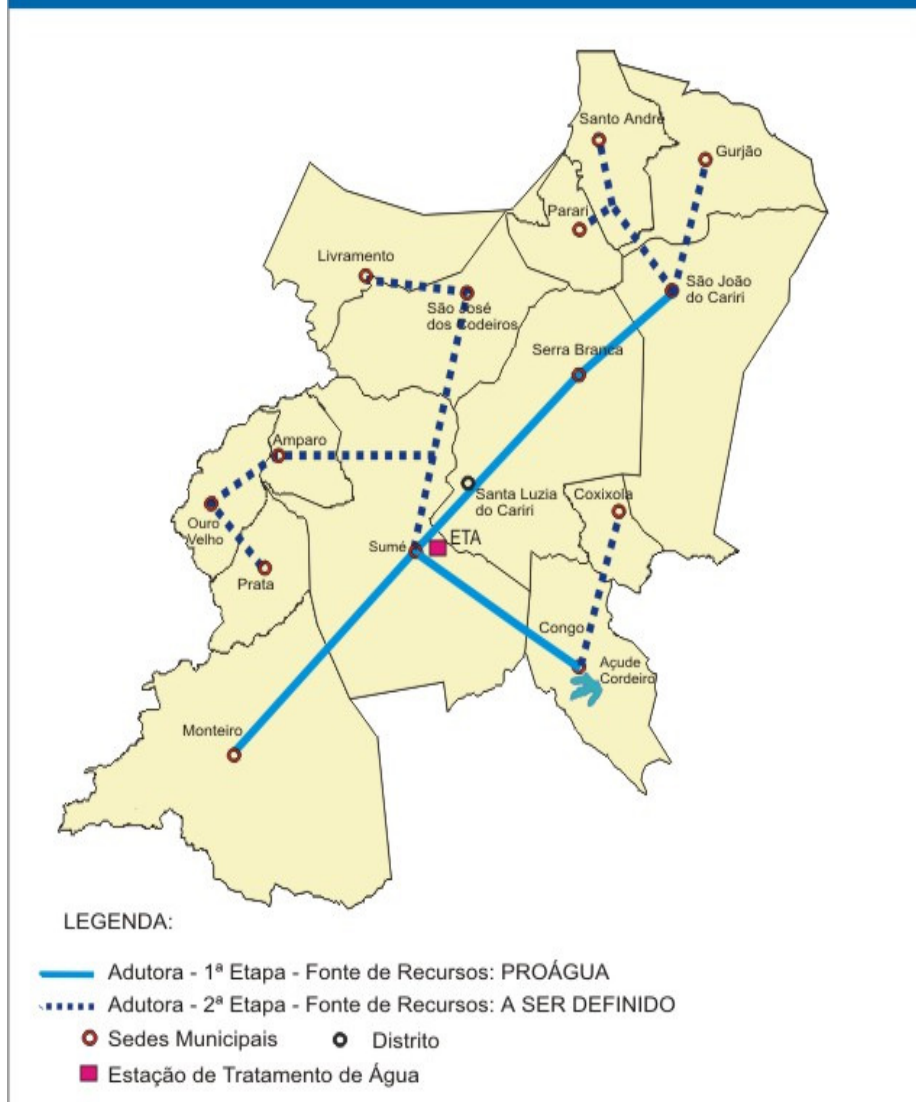 Santo André
Gurjão
Parari
Livramento
São João
do Cariri
São José
dos Codeiros
Serra Branca
Amparo
Santa Luzia
do Cariri
Coxixola
Ouro
Velho
Sumé
ETA
Prata
Congo
Açude
Cordeiro
Monteiro
LEGENDA:
Adutora - 1ª Etapa - Fonte de Recursos: PROÁGUA
Adutora - 2ª Etapa - Fonte de Recursos: A SER DEFINIDO
Sedes Municipais
Distrito
Estação de Tratamento de Água